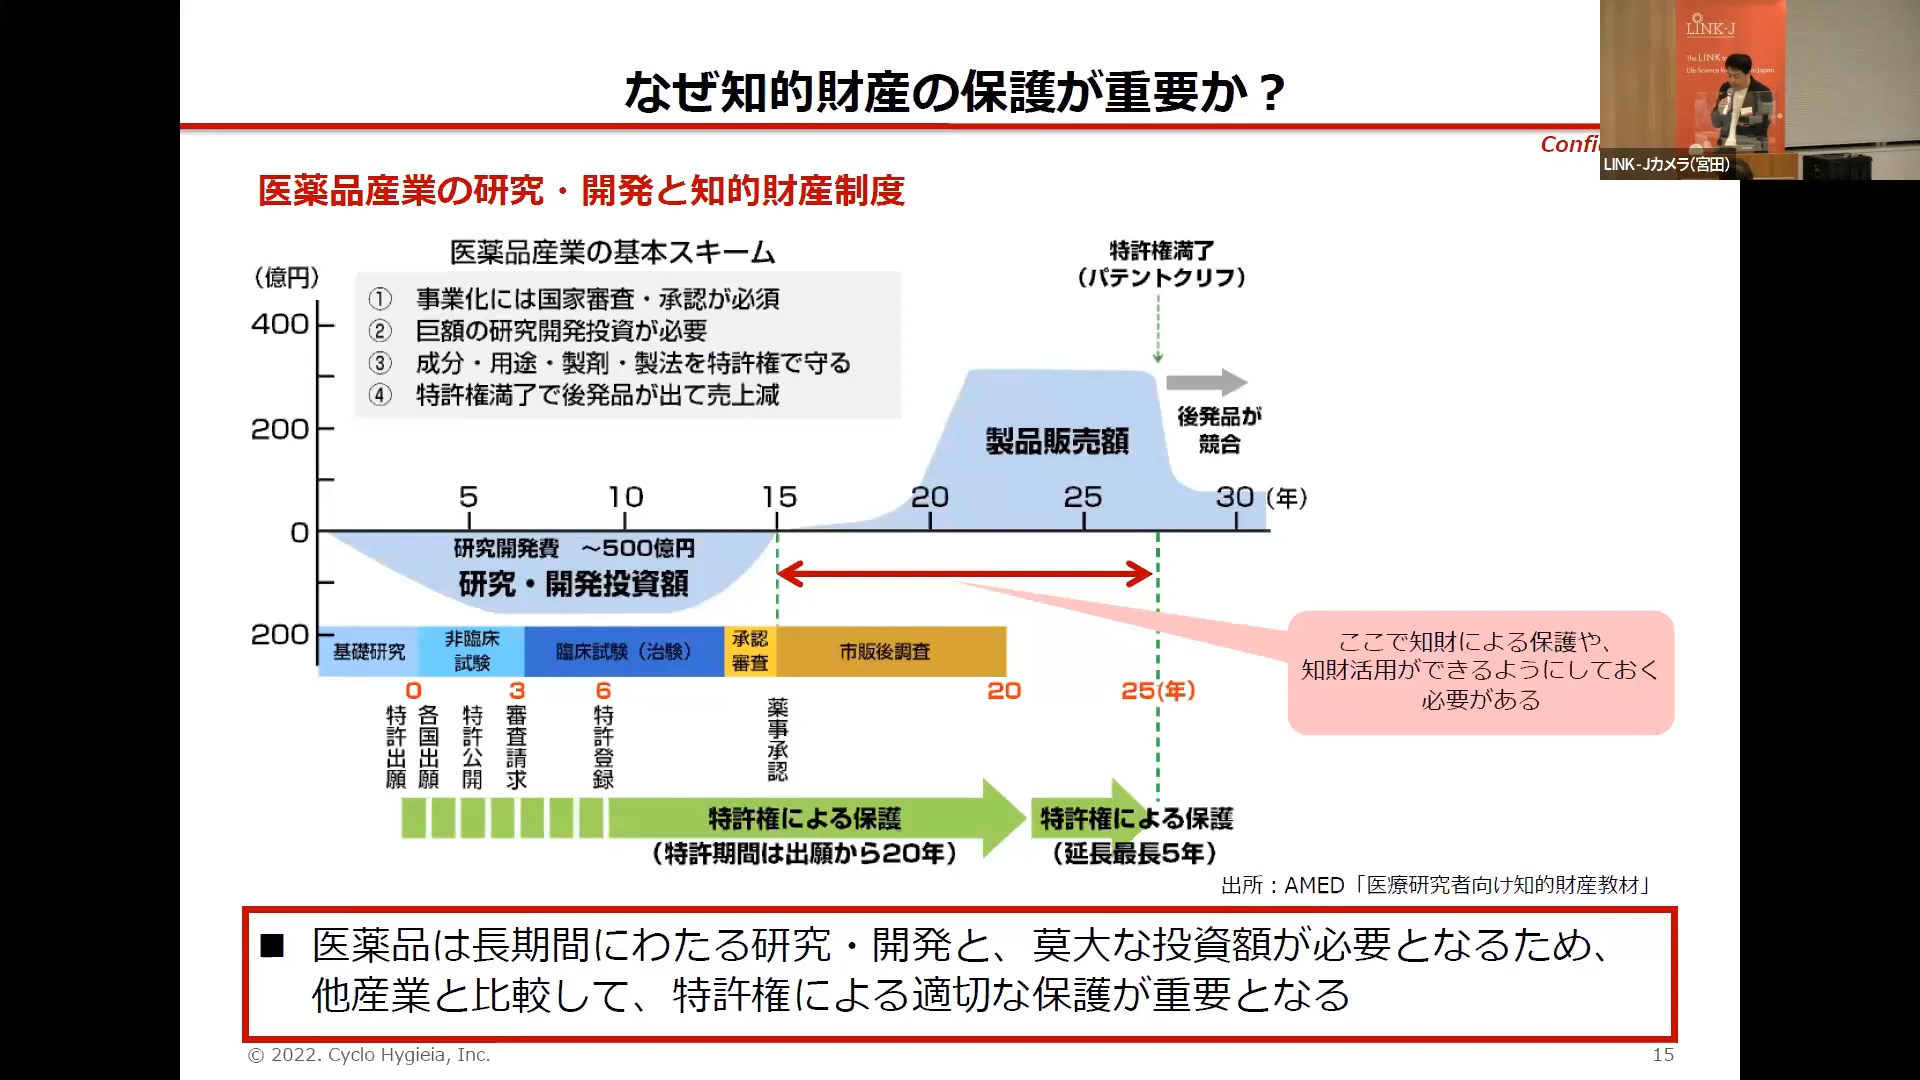 なぜ知的財産の保護が重要か？
Confi
LINK-J
The LINK
Life Science
in Japan
LINK-Jカメラ(宮田)
医薬品産業の研究・開発と知的財産制度
医薬品産業の基本スキーム
① 事業化には国家審査・承認が必須
② 巨額の研究開発投資が必要
③ 成分・用途・製剤・製法を特許権で守る
④ 特許権満了で後発品が出て売上減
（億円）
400
200
0
200
特許権満了
（パテントクリフ）
後発品が
競合
製品販売額
5 10 15 20 25 30 (年)
研究開発費　～500億円
研究・開発投資額
基礎研究
非臨床
試験
臨床試験（治験）
承認
審査
市販後調査
0 3 6 20 25(年)
特許出願
各国出願
特許公開
審査請求
特許登録
薬事承認
ここで知財による保護や、
知財活用ができるようにしておく
必要がある
特許権による保護
（特許期間は出願から20年）
特許権による保護
（延長最長5年）
出所：AMED「医療研究者向け知的財産教材」
■ 医薬品は長期間にわたる研究・開発と、莫大な投資額が必要となるため、
他産業と比較して、特許権による適切な保護が重要となる
© 2022. Cyclo Hygieia, Inc.
15